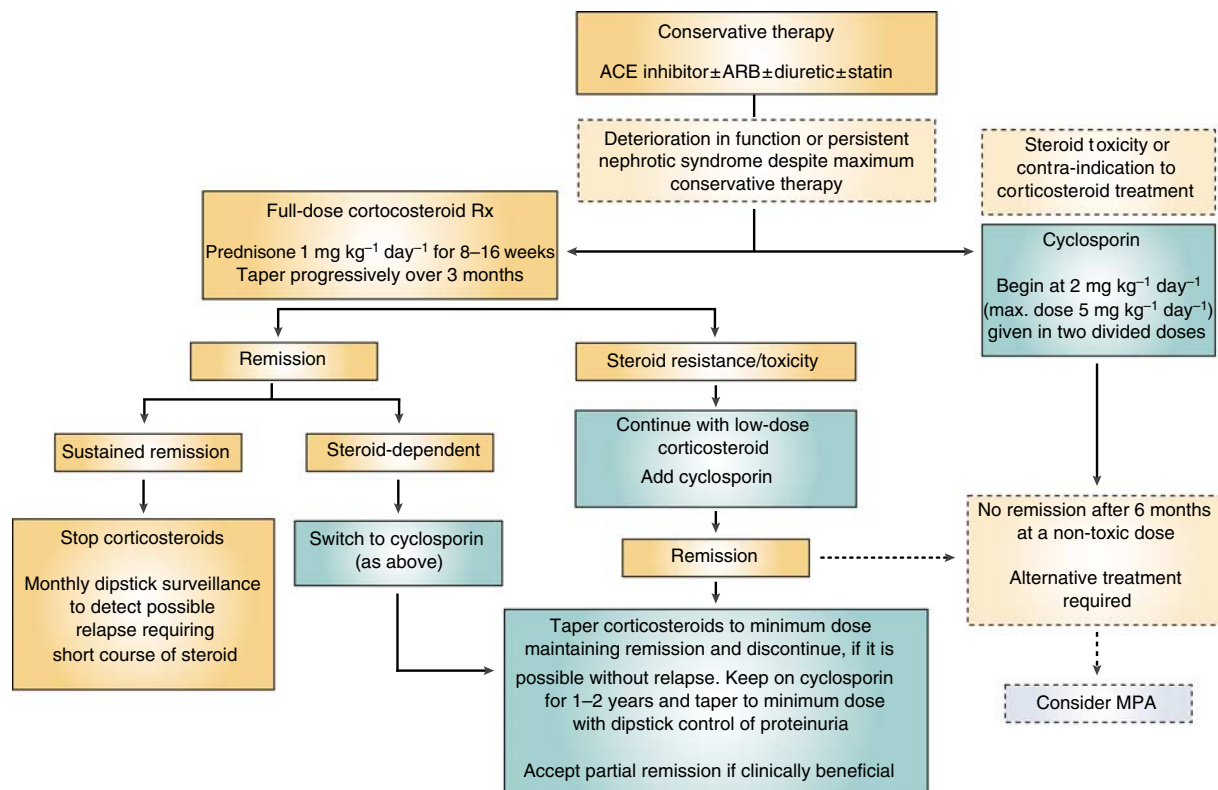 Conservative therapy
ACE inhibitor±ARB±diuretic±statin
Deterioration in function or persistent
nephrotic syndrome despite maximum
conservative therapy
Steroid toxicity or
contra-indication to
corticosteroid treatment
Full-dose cortocosteroid Rx
Prednisone 1 mg kg⁻¹ day⁻¹ for 8–16 weeks
Taper progressively over 3 months
Cyclosporin
Begin at 2 mg kg⁻¹ day⁻¹
(max. dose 5 mg kg⁻¹ day⁻¹)
given in two divided doses
Remission
Steroid resistance/toxicity
Sustained remission
Steroid-dependent
Continue with low-dose
corticosteroid
Add cyclosporin
Stop corticosteroids
Monthly dipstick surveillance
to detect possible
relapse requiring
short course of steroid
Switch to cyclosporin
(as above)
Remission
No remission after 6 months
at a non-toxic dose
Alternative treatment
required
Taper corticosteroids to minimum dose
maintaining remission and discontinue, if it is
possible without relapse. Keep on cyclosporin
for 1–2 years and taper to minimum dose
with dipstick control of proteinuria
Accept partial remission if clinically beneficial
Consider MPA